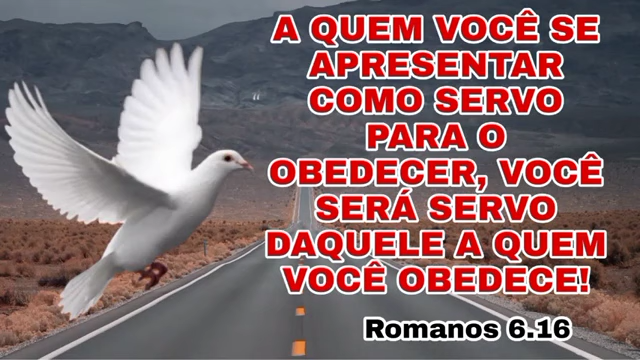 A QUEM VOCÊ SE
APRESENTAR
COMO SERVO
PARA O
OBEDECER, VOCÊ
SERÁ SERVO
DAQUELE A QUEM
VOCÊ OBEDECE!
Romanos 6.16